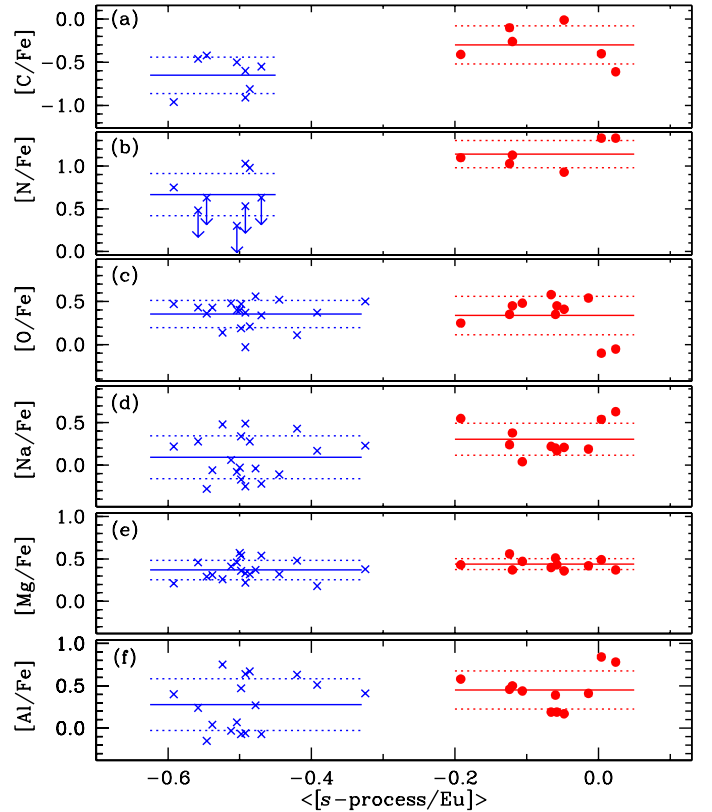 (a)
[C/Fe]
0.0
−0.5
−1.0
(b)
[N/Fe]
1.0
0.5
0.0
(c)
[O/Fe]
0.5
0.0
(d)
[Na/Fe]
0.5
0.0
(e)
[Mg/Fe]
1.0
0.5
0.0
(f)
[Al/Fe]
1.0
0.5
0.0
−0.6 −0.4 −0.2 0.0
<[s−process/Eu]>